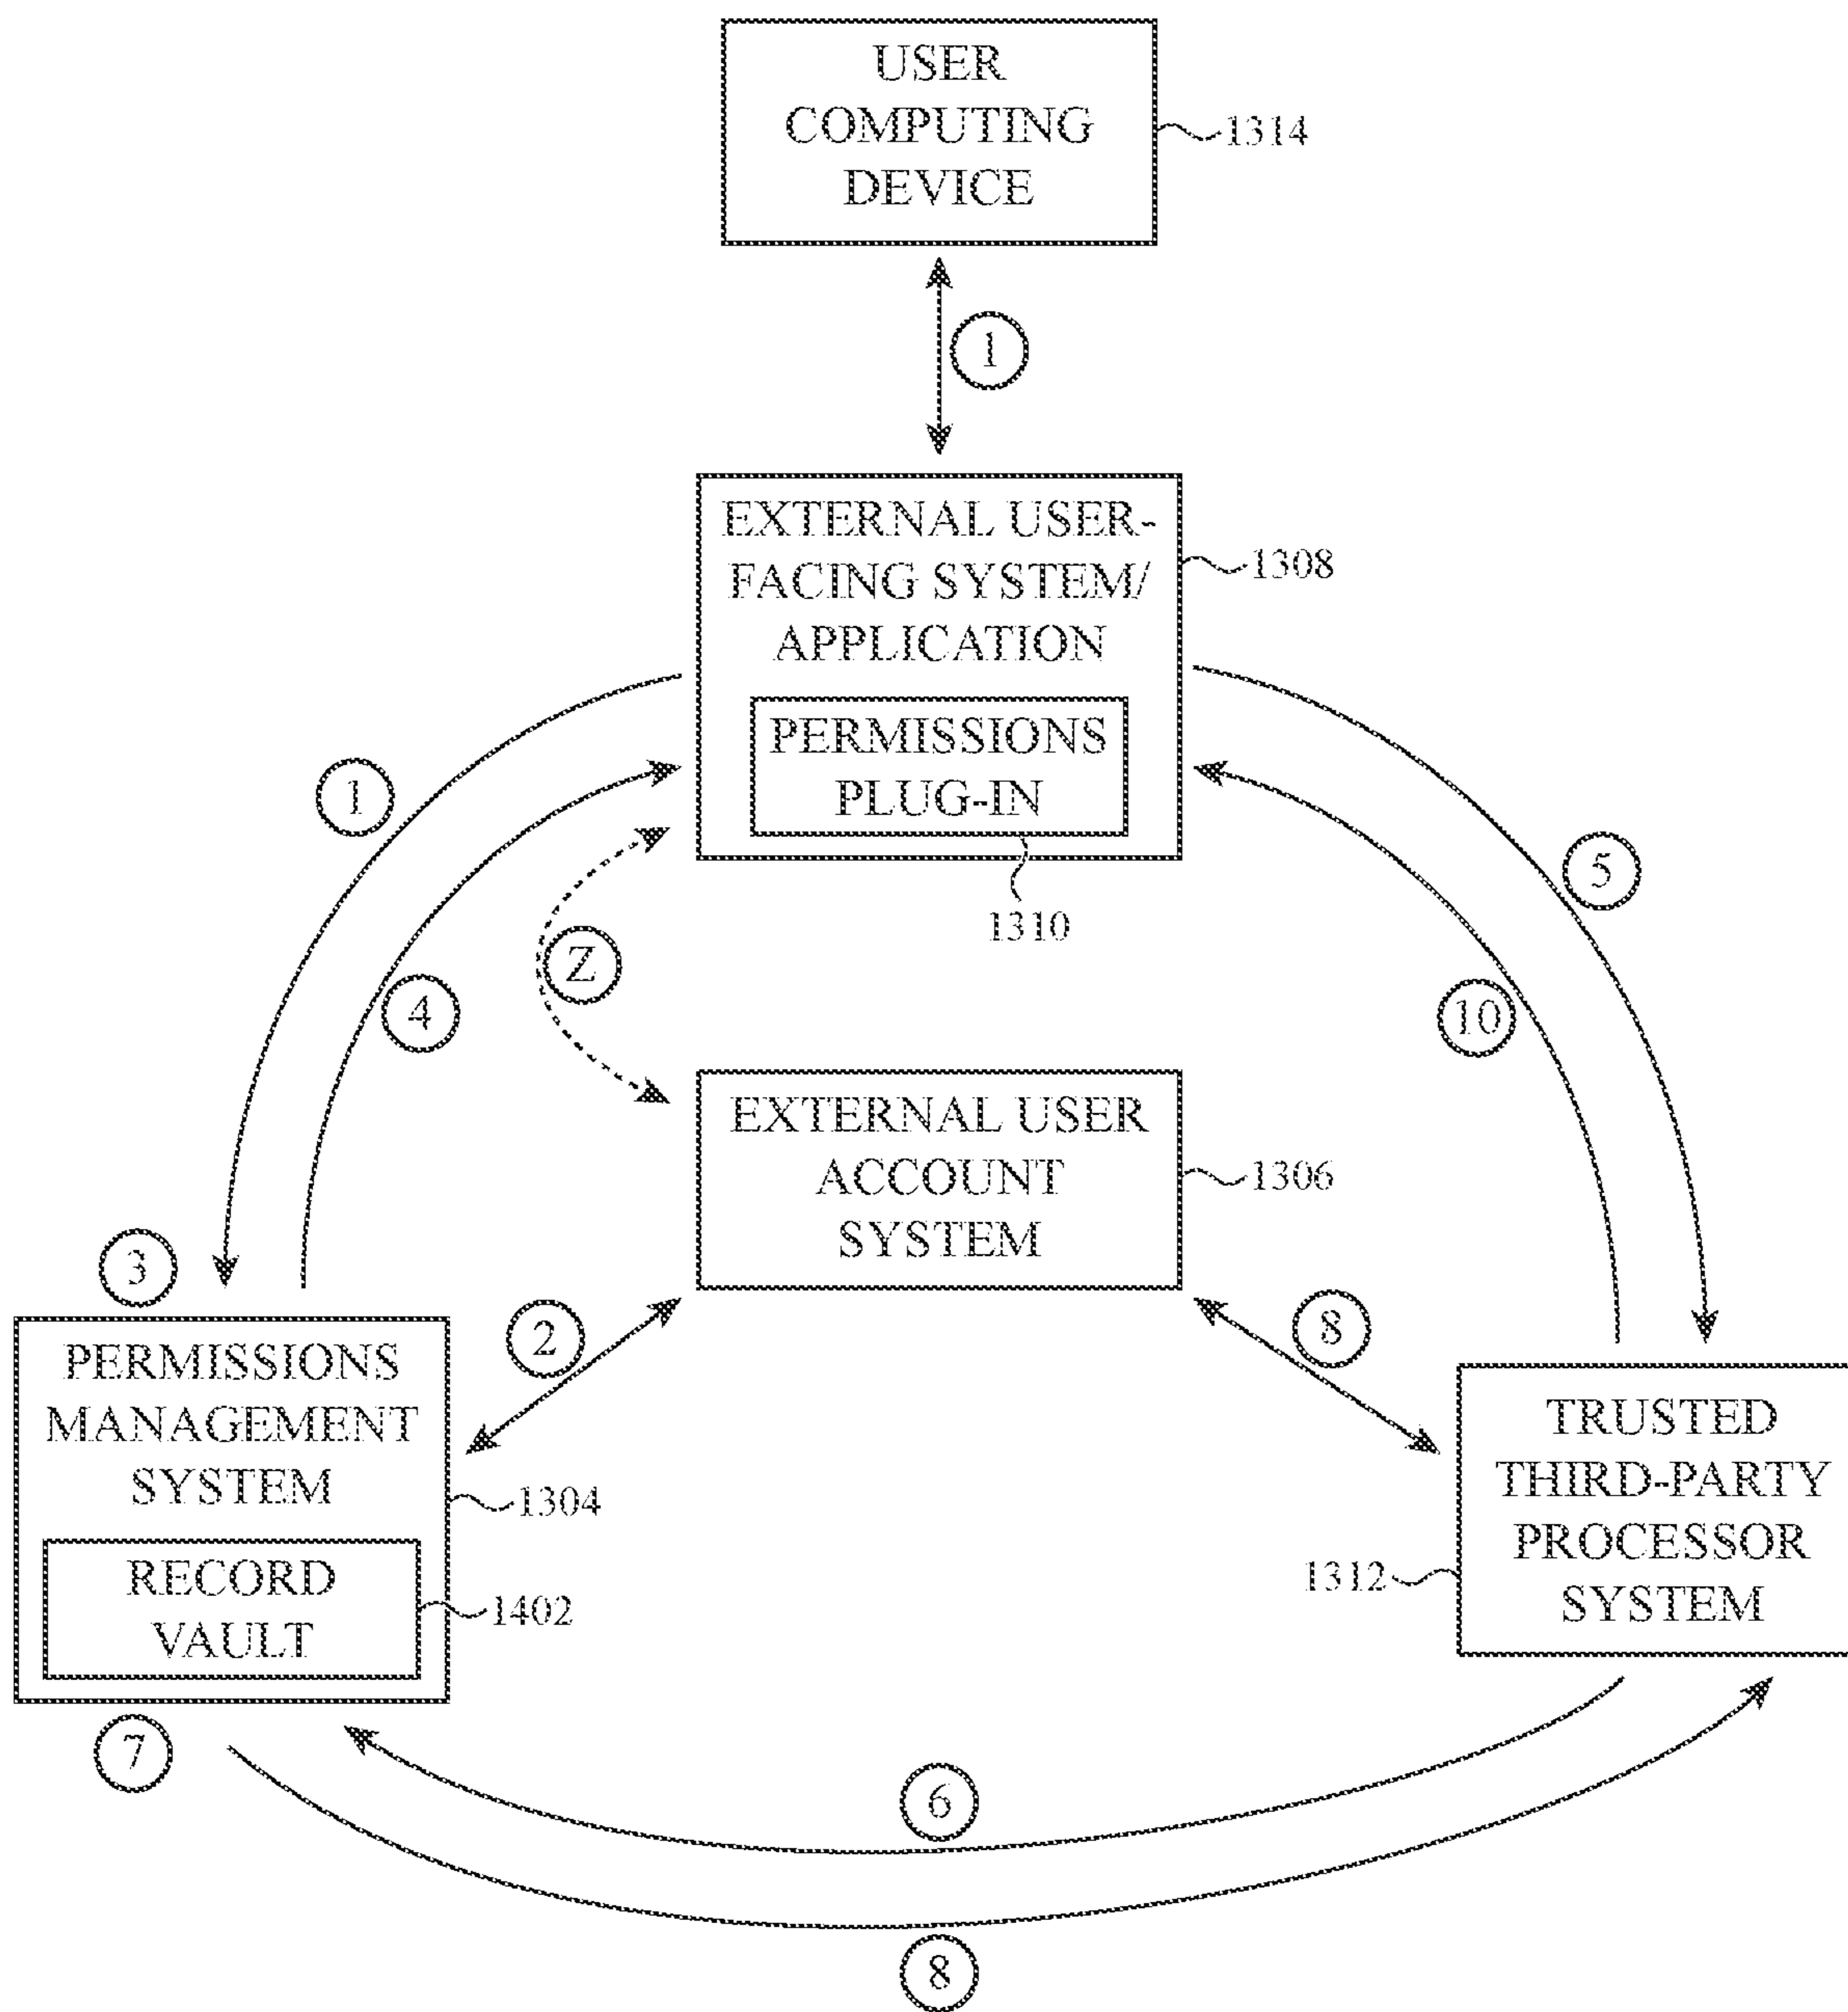 USER
COMPUTING
DEVICE
1314
1
EXTERNAL USER-
FACING SYSTEM/
APPLICATION
1308
PERMISSIONS
PLUG-IN
1310
1
4
Z
5
10
EXTERNAL USER
ACCOUNT
SYSTEM
1306
3
2
8
PERMISSIONS
MANAGEMENT
SYSTEM
1304
RECORD
VAULT
1402
TRUSTED
THIRD-PARTY
PROCESSOR
SYSTEM
1312
7
6
8